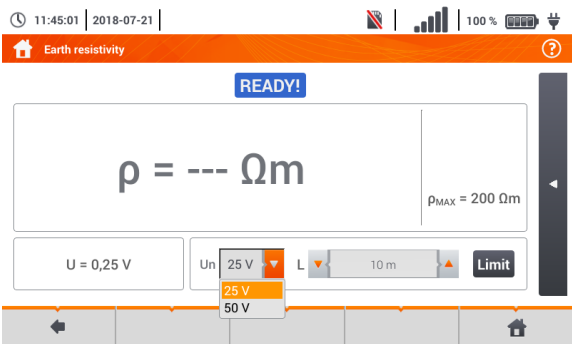 11:45:01 2018-07-21 100 %
Earth resistivity ?
READY!
ρ = --- Ωm
ρMAX = 200 Ωm
U = 0,25 V Un 25 V L 10 m Limit
25 V
50 V